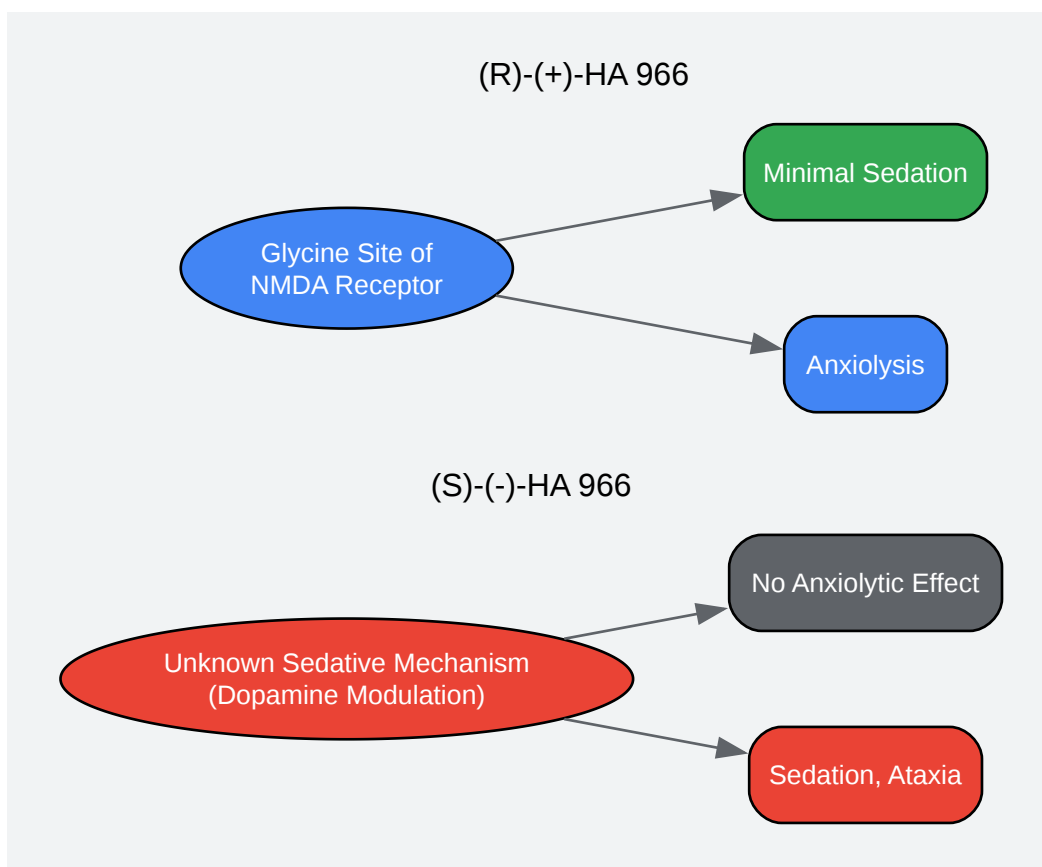 (R)-(+)-HA 966
Minimal Sedation
Glycine Site of
NMDA Receptor
Anxiolysis
(S)-(-)-HA 966
No Anxiolytic Effect
Unknown Sedative Mechanism
(Dopamine Modulation)
Sedation, Ataxia